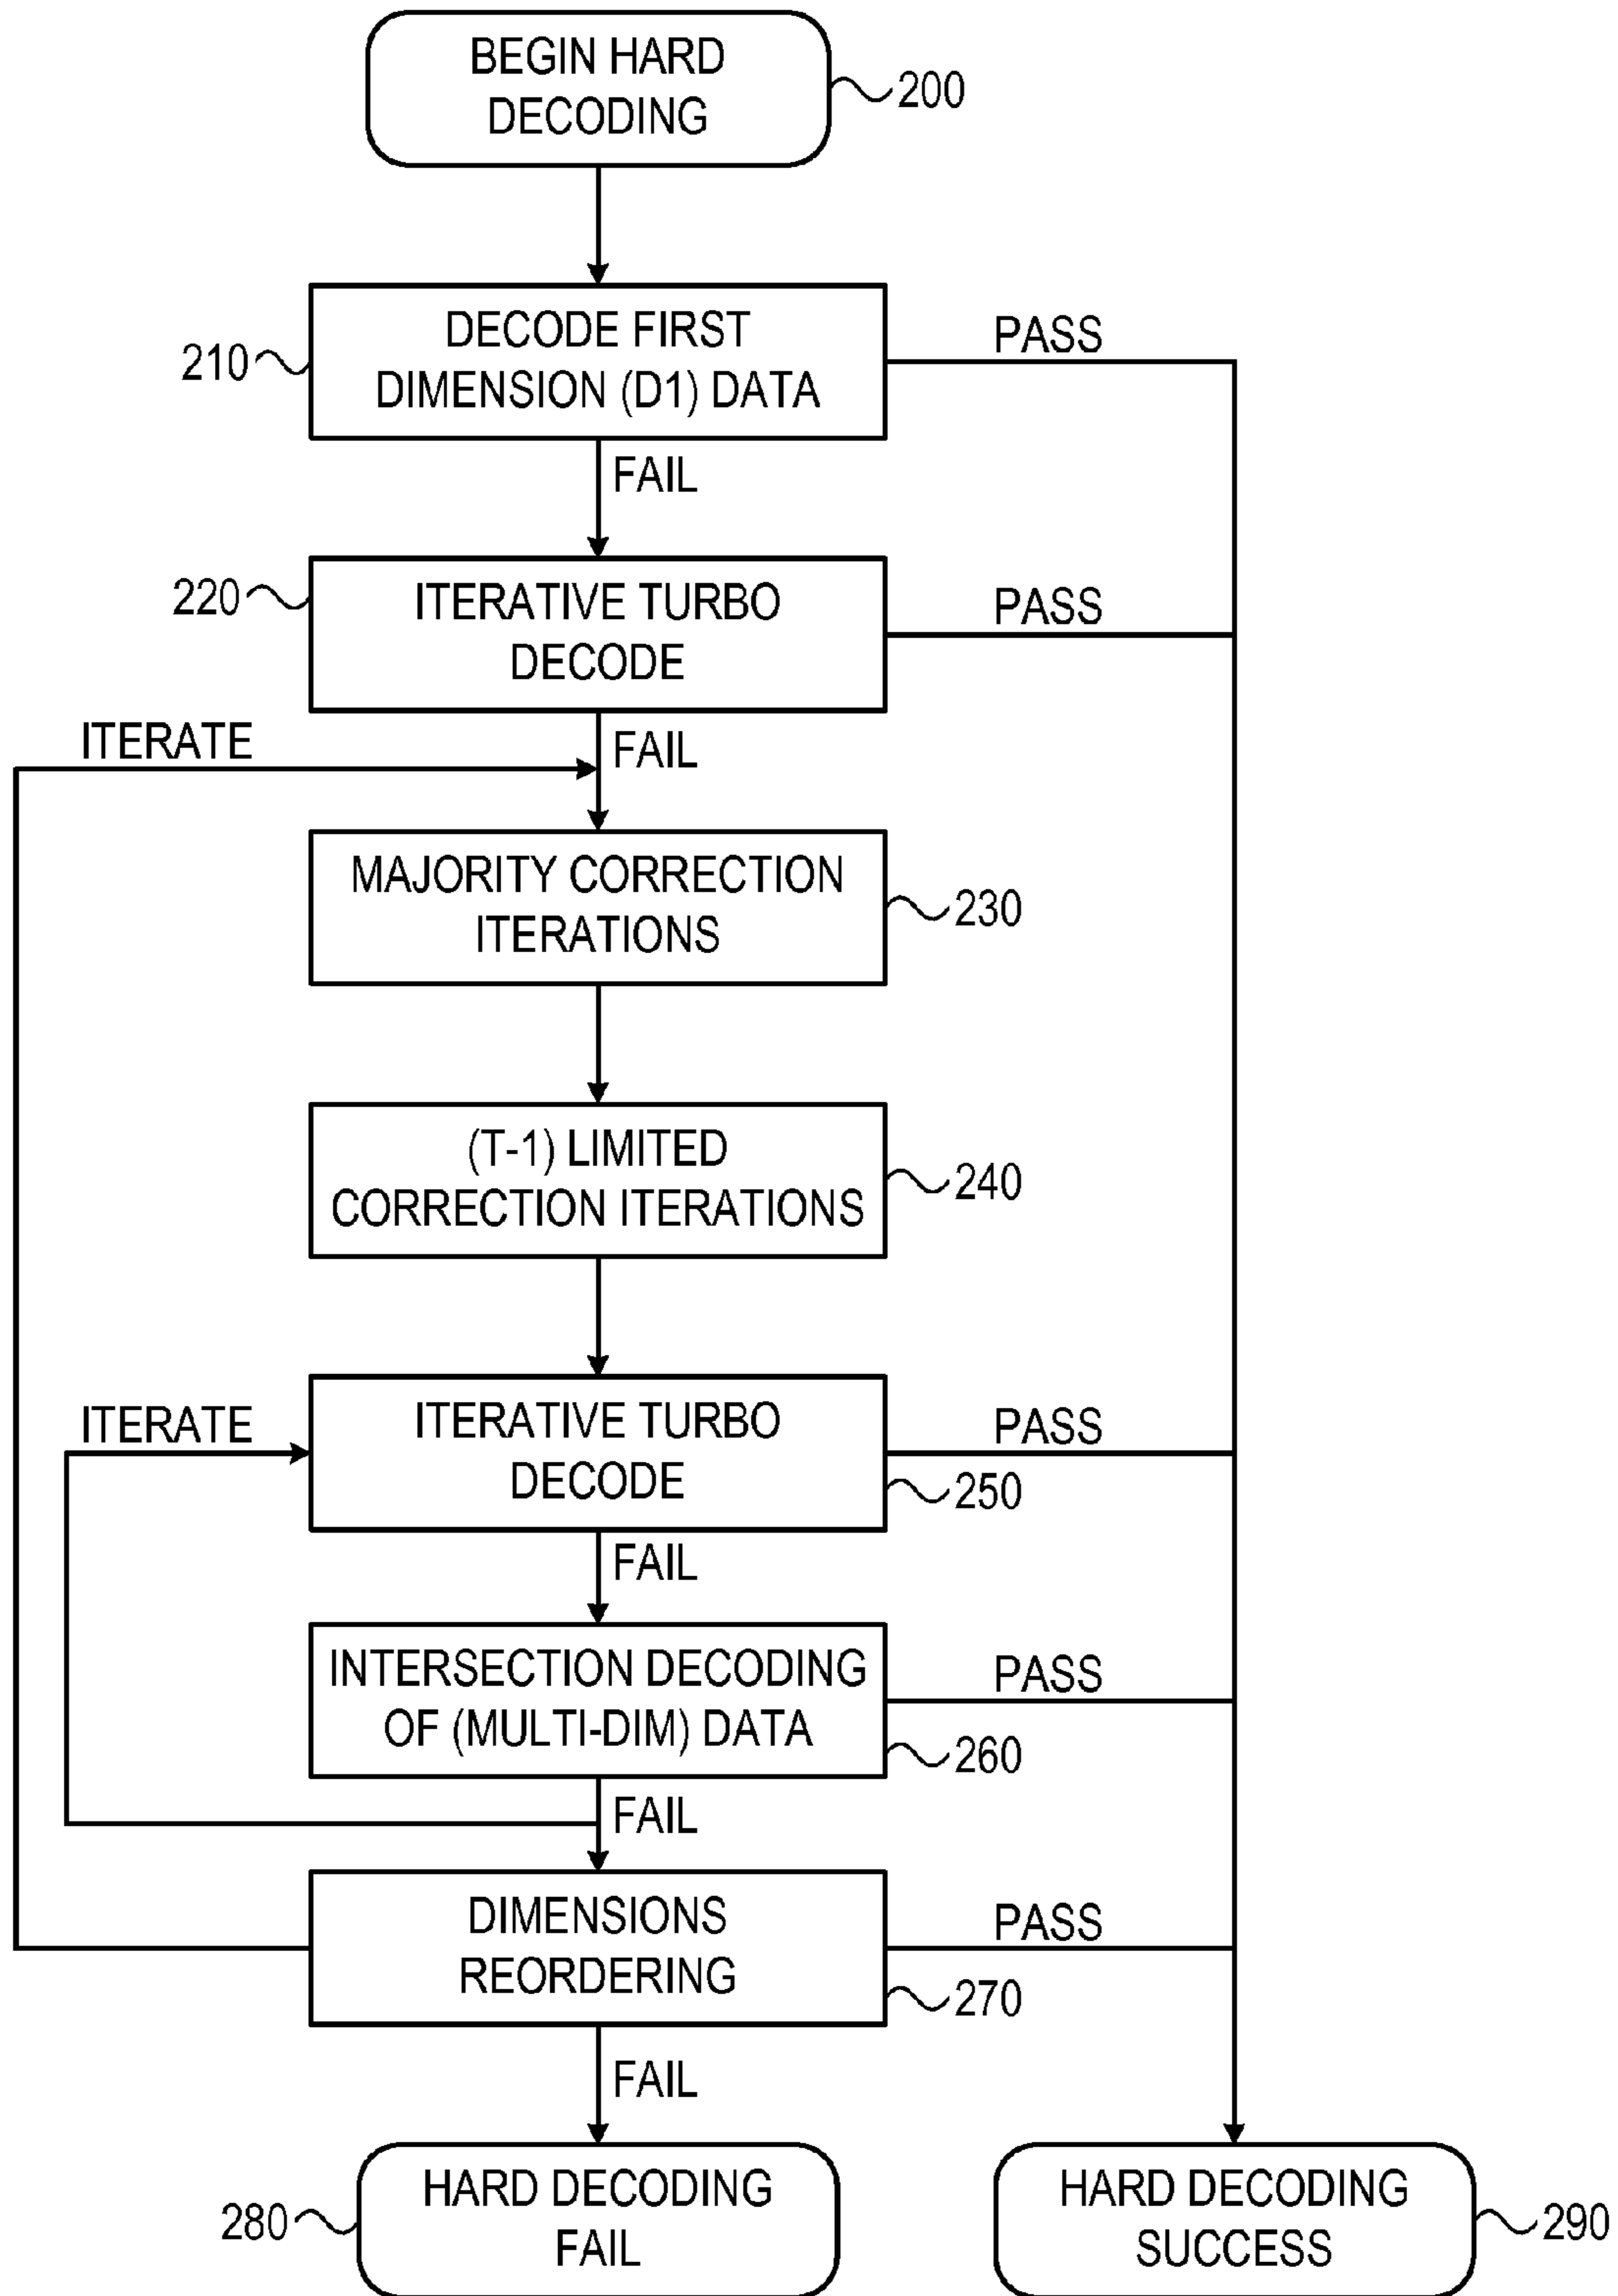 BEGIN HARD
DECODING
200
DECODE FIRST
DIMENSION (D1) DATA
210
PASS
FAIL
ITERATIVE TURBO
DECODE
220
PASS
ITERATE
FAIL
MAJORITY CORRECTION
ITERATIONS
230
(T-1) LIMITED
CORRECTION ITERATIONS
240
ITERATE
ITERATIVE TURBO
DECODE
PASS
250
FAIL
INTERSECTION DECODING
OF (MULTI-DIM) DATA
PASS
260
FAIL
DIMENSIONS
REORDERING
PASS
270
FAIL
HARD DECODING
FAIL
280
HARD DECODING
SUCCESS
290